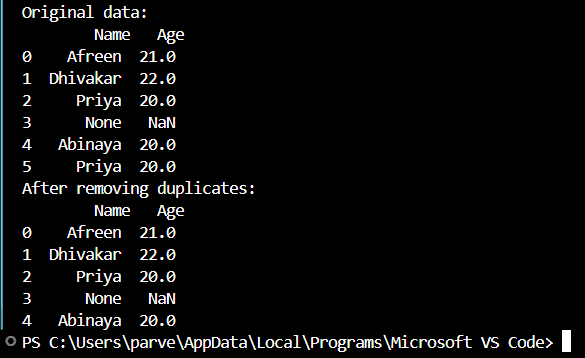 Original data:
Name Age
0 Afreen 21.0
1 Dhivakar 22.0
2 Priya 20.0
3 None NaN
4 Abinaya 20.0
5 Priya 20.0
After removing duplicates:
Name Age
0 Afreen 21.0
1 Dhivakar 22.0
2 Priya 20.0
3 None NaN
4 Abinaya 20.0
PS C:\Users\parve\AppData\Local\Programs\Microsoft VS Code>